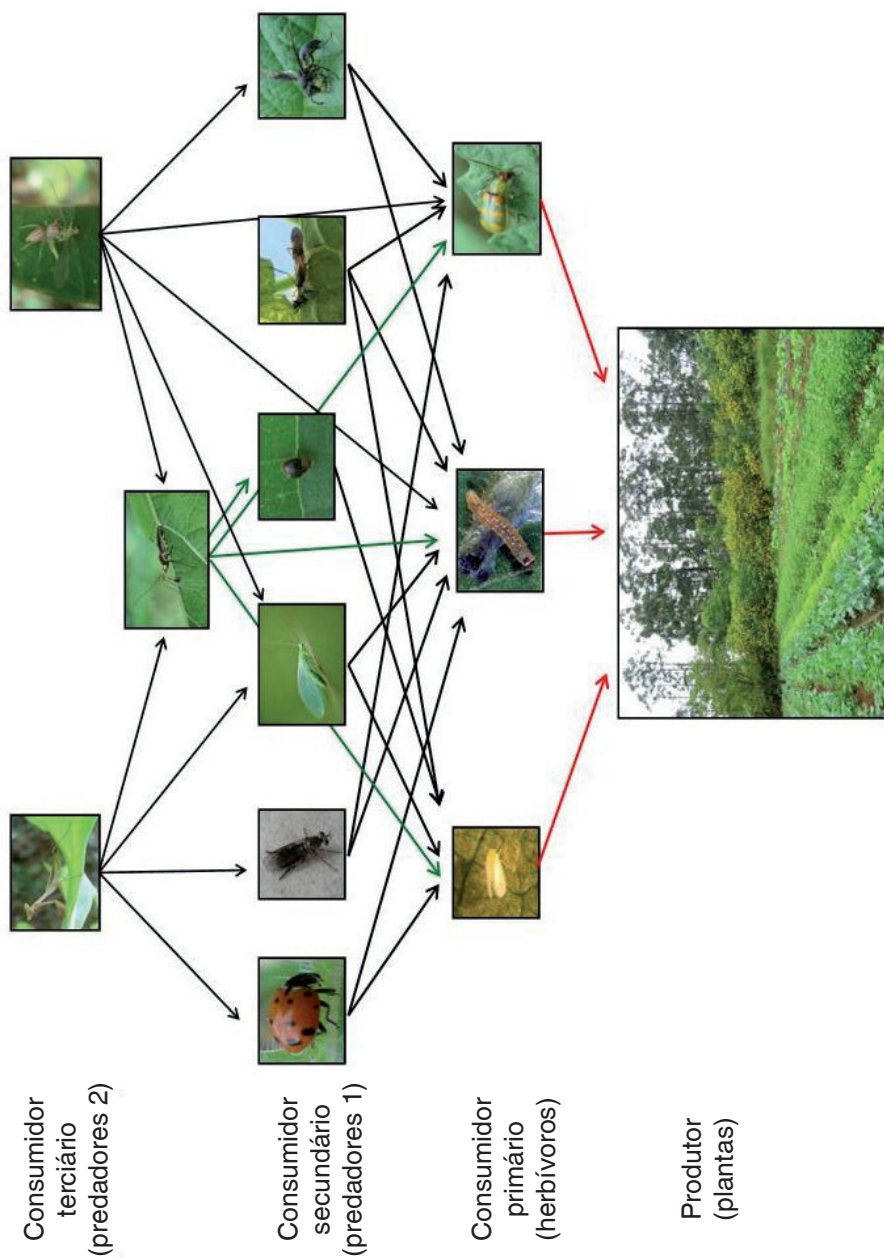 Consumidor
terciário
(predadores 2)
Consumidor
secundário
(predadores 1)
Consumidor
primário
(herbívoros)
Produtor
(plantas)